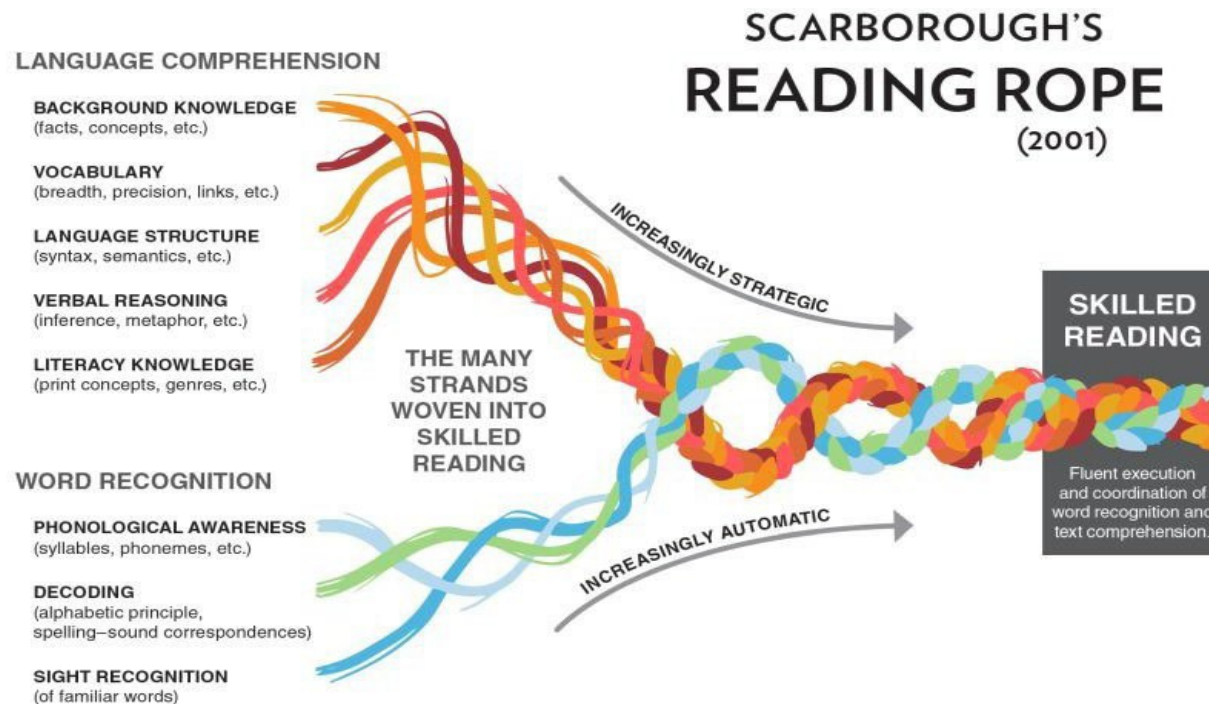 SCARBOROUGH'S
READING ROPE
(2001)
LANGUAGE COMPREHENSION
BACKGROUND KNOWLEDGE
(facts, concepts, etc.)
VOCABULARY
(breadth, precision, links, etc.)
LANGUAGE STRUCTURE
(syntax, semantics, etc.)
VERBAL REASONING
(inference, metaphor, etc.)
LITERACY KNOWLEDGE
(print concepts, genres, etc.)
WORD RECOGNITION
PHONOLOGICAL AWARENESS
(syllables, phonemes, etc.)
DECODING
(alphabetic principle,
spelling–sound correspondences)
SIGHT RECOGNITION
(of familiar words)
THE MANY
STRANDS
WOVEN INTO
SKILLED
READING
INCREASINGLY STRATEGIC
INCREASINGLY AUTOMATIC
SKILLED
READING
Fluent execution
and coordination of
word recognition and
text comprehension.